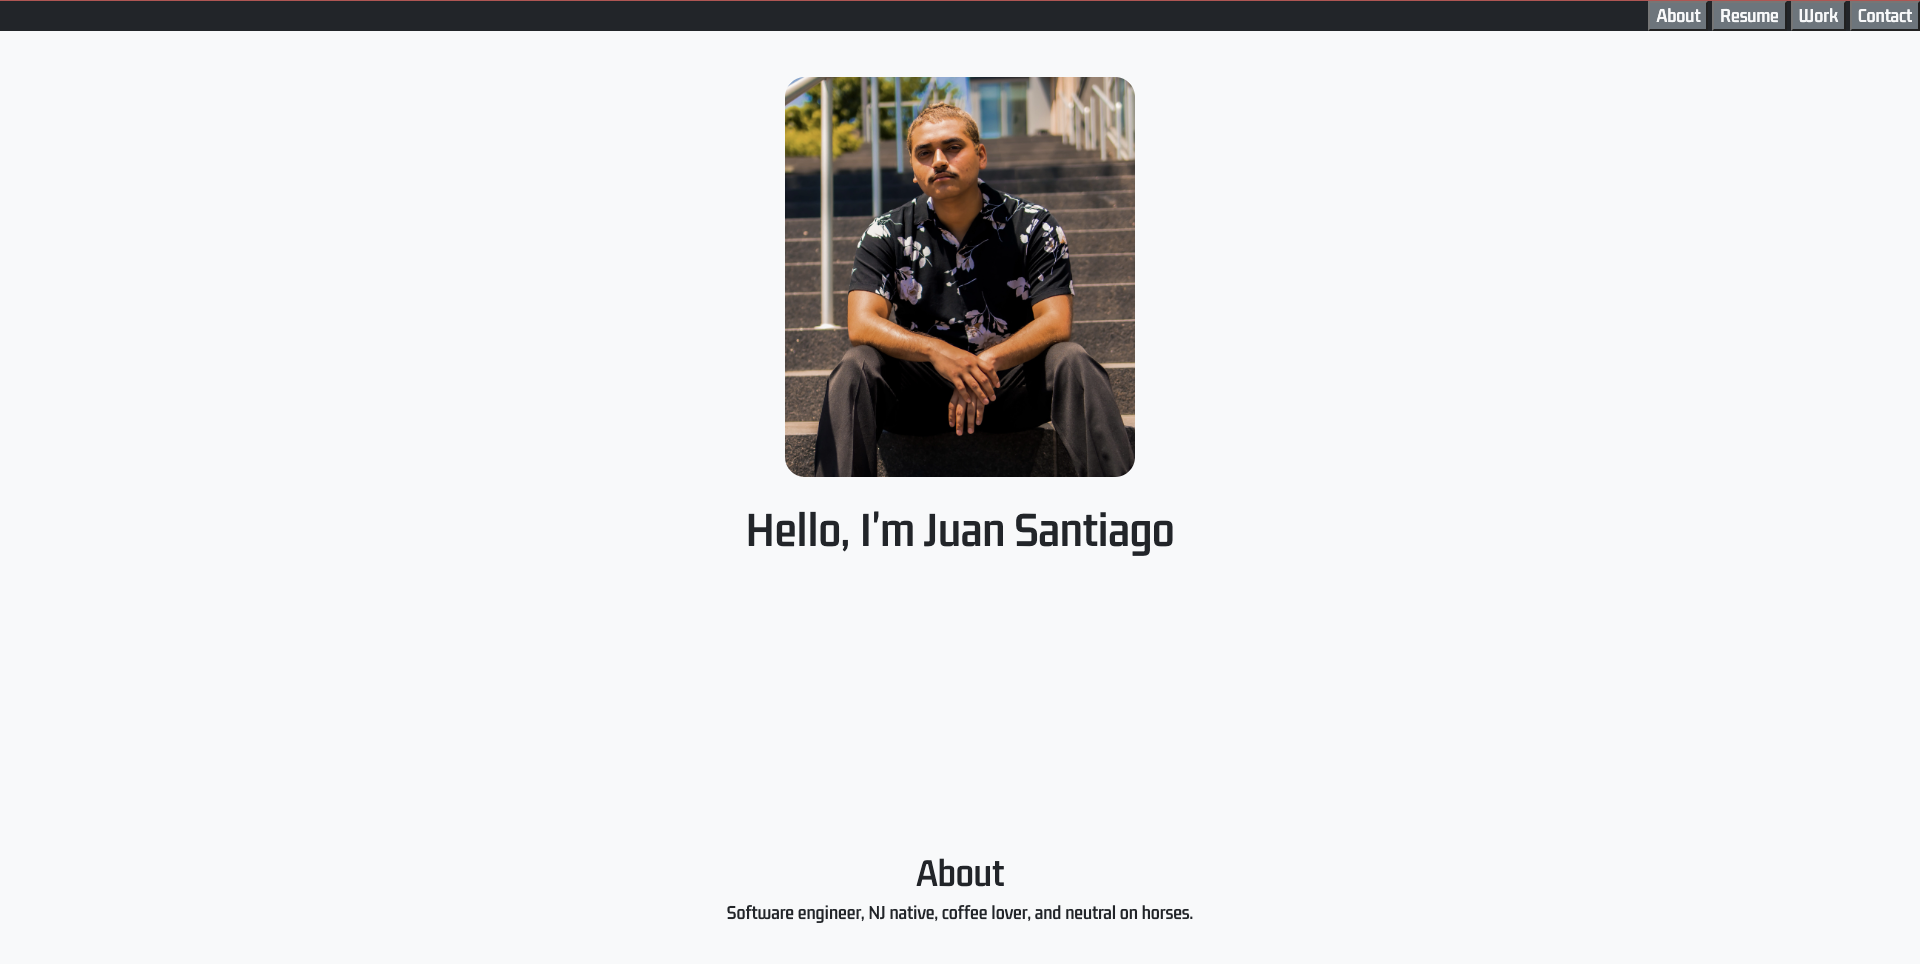 About Resume Work Contact
Hello, I'm Juan Santiago
About
Software engineer, NJ native, coffee lover, and neutral on horses.